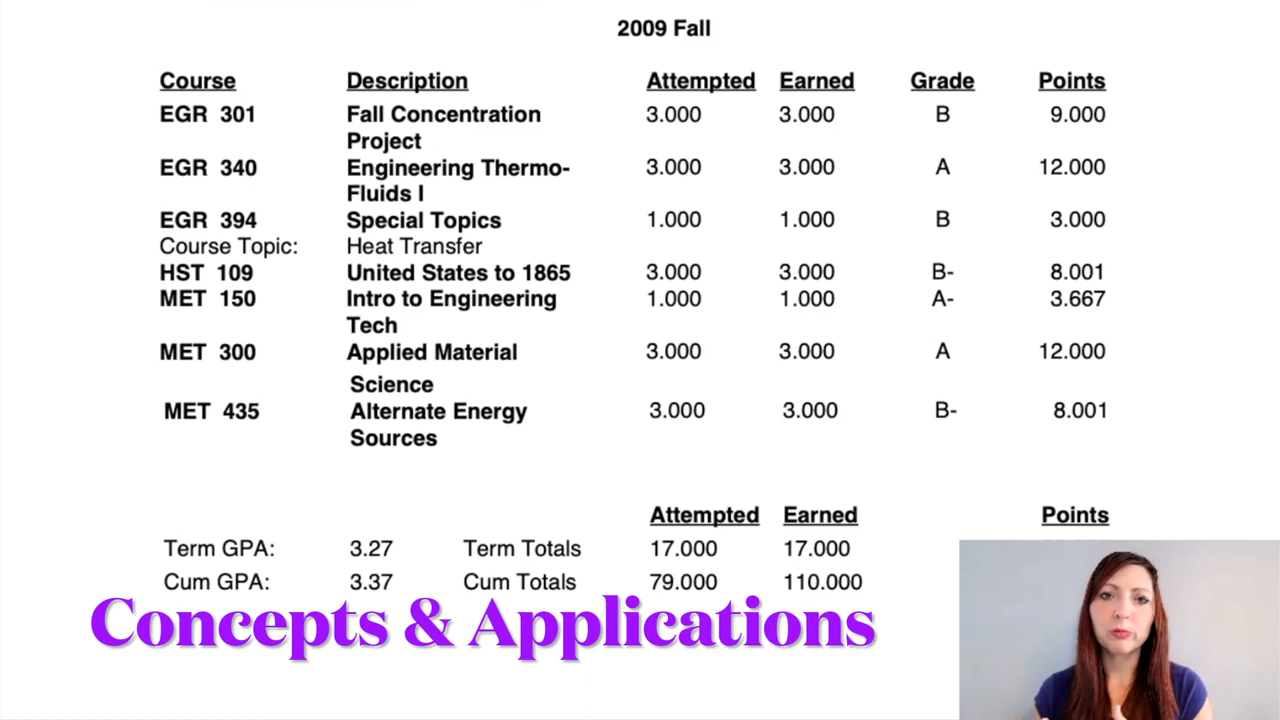 2009 Fall
Course Description Attempted Earned Grade Points
EGR 301 Fall Concentration 3.000 3.000 B 9.000
Project
EGR 340 Engineering Thermo- 3.000 3.000 A 12.000
Fluids I
EGR 394 Special Topics 1.000 1.000 B 3.000
Course Topic: Heat Transfer
HST 109 United States to 1865 3.000 3.000 B- 8.001
MET 150 Intro to Engineering 1.000 1.000 A- 3.667
Tech
MET 300 Applied Material 3.000 3.000 A 12.000
Science
MET 435 Alternate Energy 3.000 3.000 B- 8.001
Sources
Attempted Earned Points
Term GPA: 3.27 Term Totals 17.000 17.000
Cum GPA: 3.37 Cum Totals 79.000 110.000
Concepts & Applications